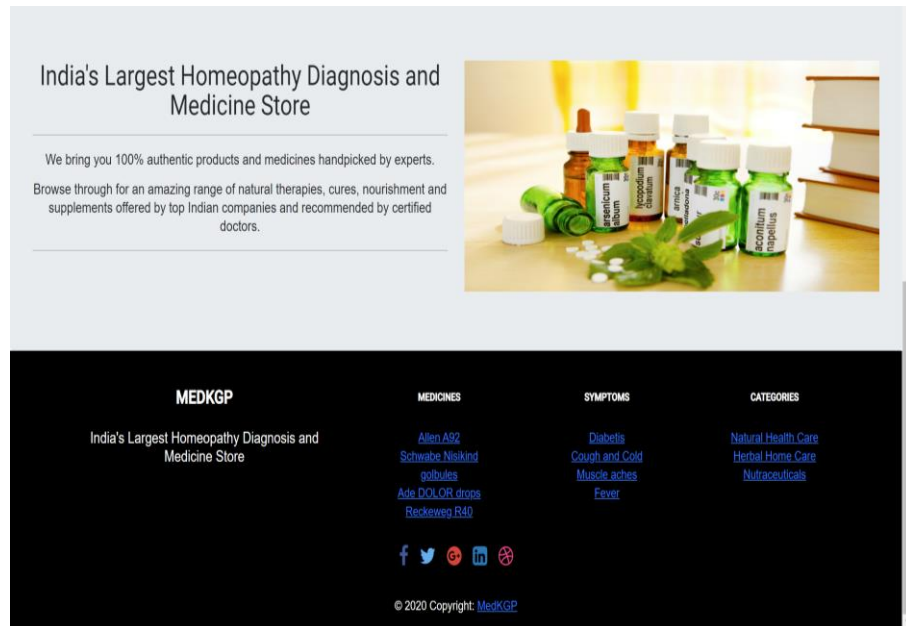 India's Largest Homeopathy Diagnosis and
Medicine Store
We bring you 100% authentic products and medicines handpicked by experts.
Browse through for an amazing range of natural therapies, cures, nourishment and
supplements offered by top Indian companies and recommended by certified
doctors.
arsenicum
album
lycopodium
clavatum
arnica
aconitum
napellus
MEDKGP
India's Largest Homeopathy Diagnosis and
Medicine Store
MEDICINES
Allen A92
Schwabe Nisikind
golbules
Ade DOLOR drops
Reckeweg R40
SYMPTOMS
Diabetis
Cough and Cold
Muscle aches
Fever
CATEGORIES
Natural Health Care
Herbal Home Care
Nutraceuticals
© 2020 Copyright: MedKGP